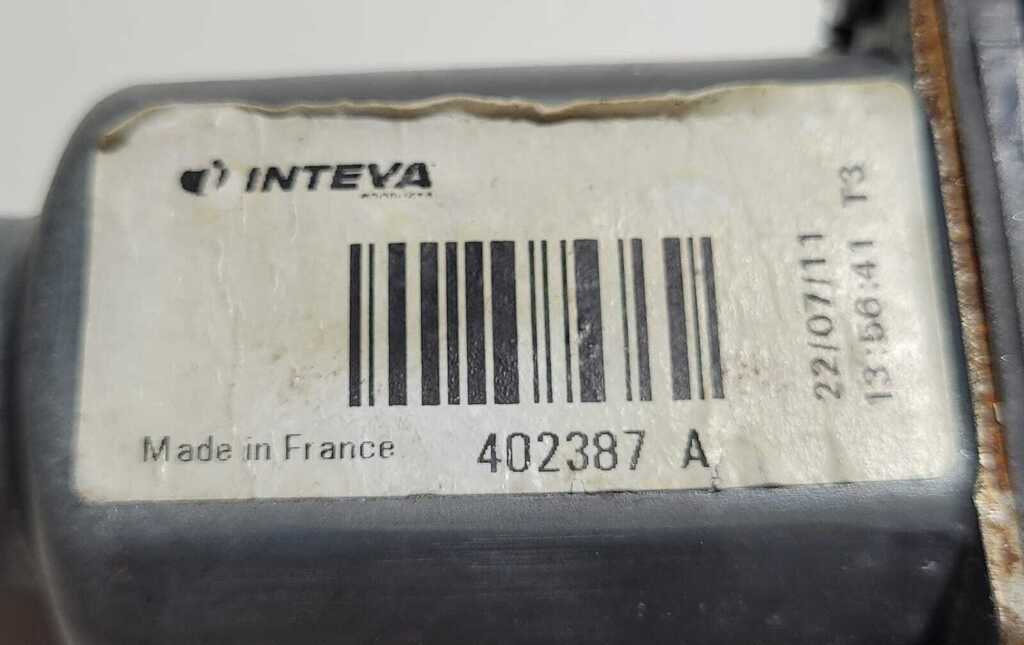 INTEVA
Made in France
402387 A
22/07/11
13:56:41 T3